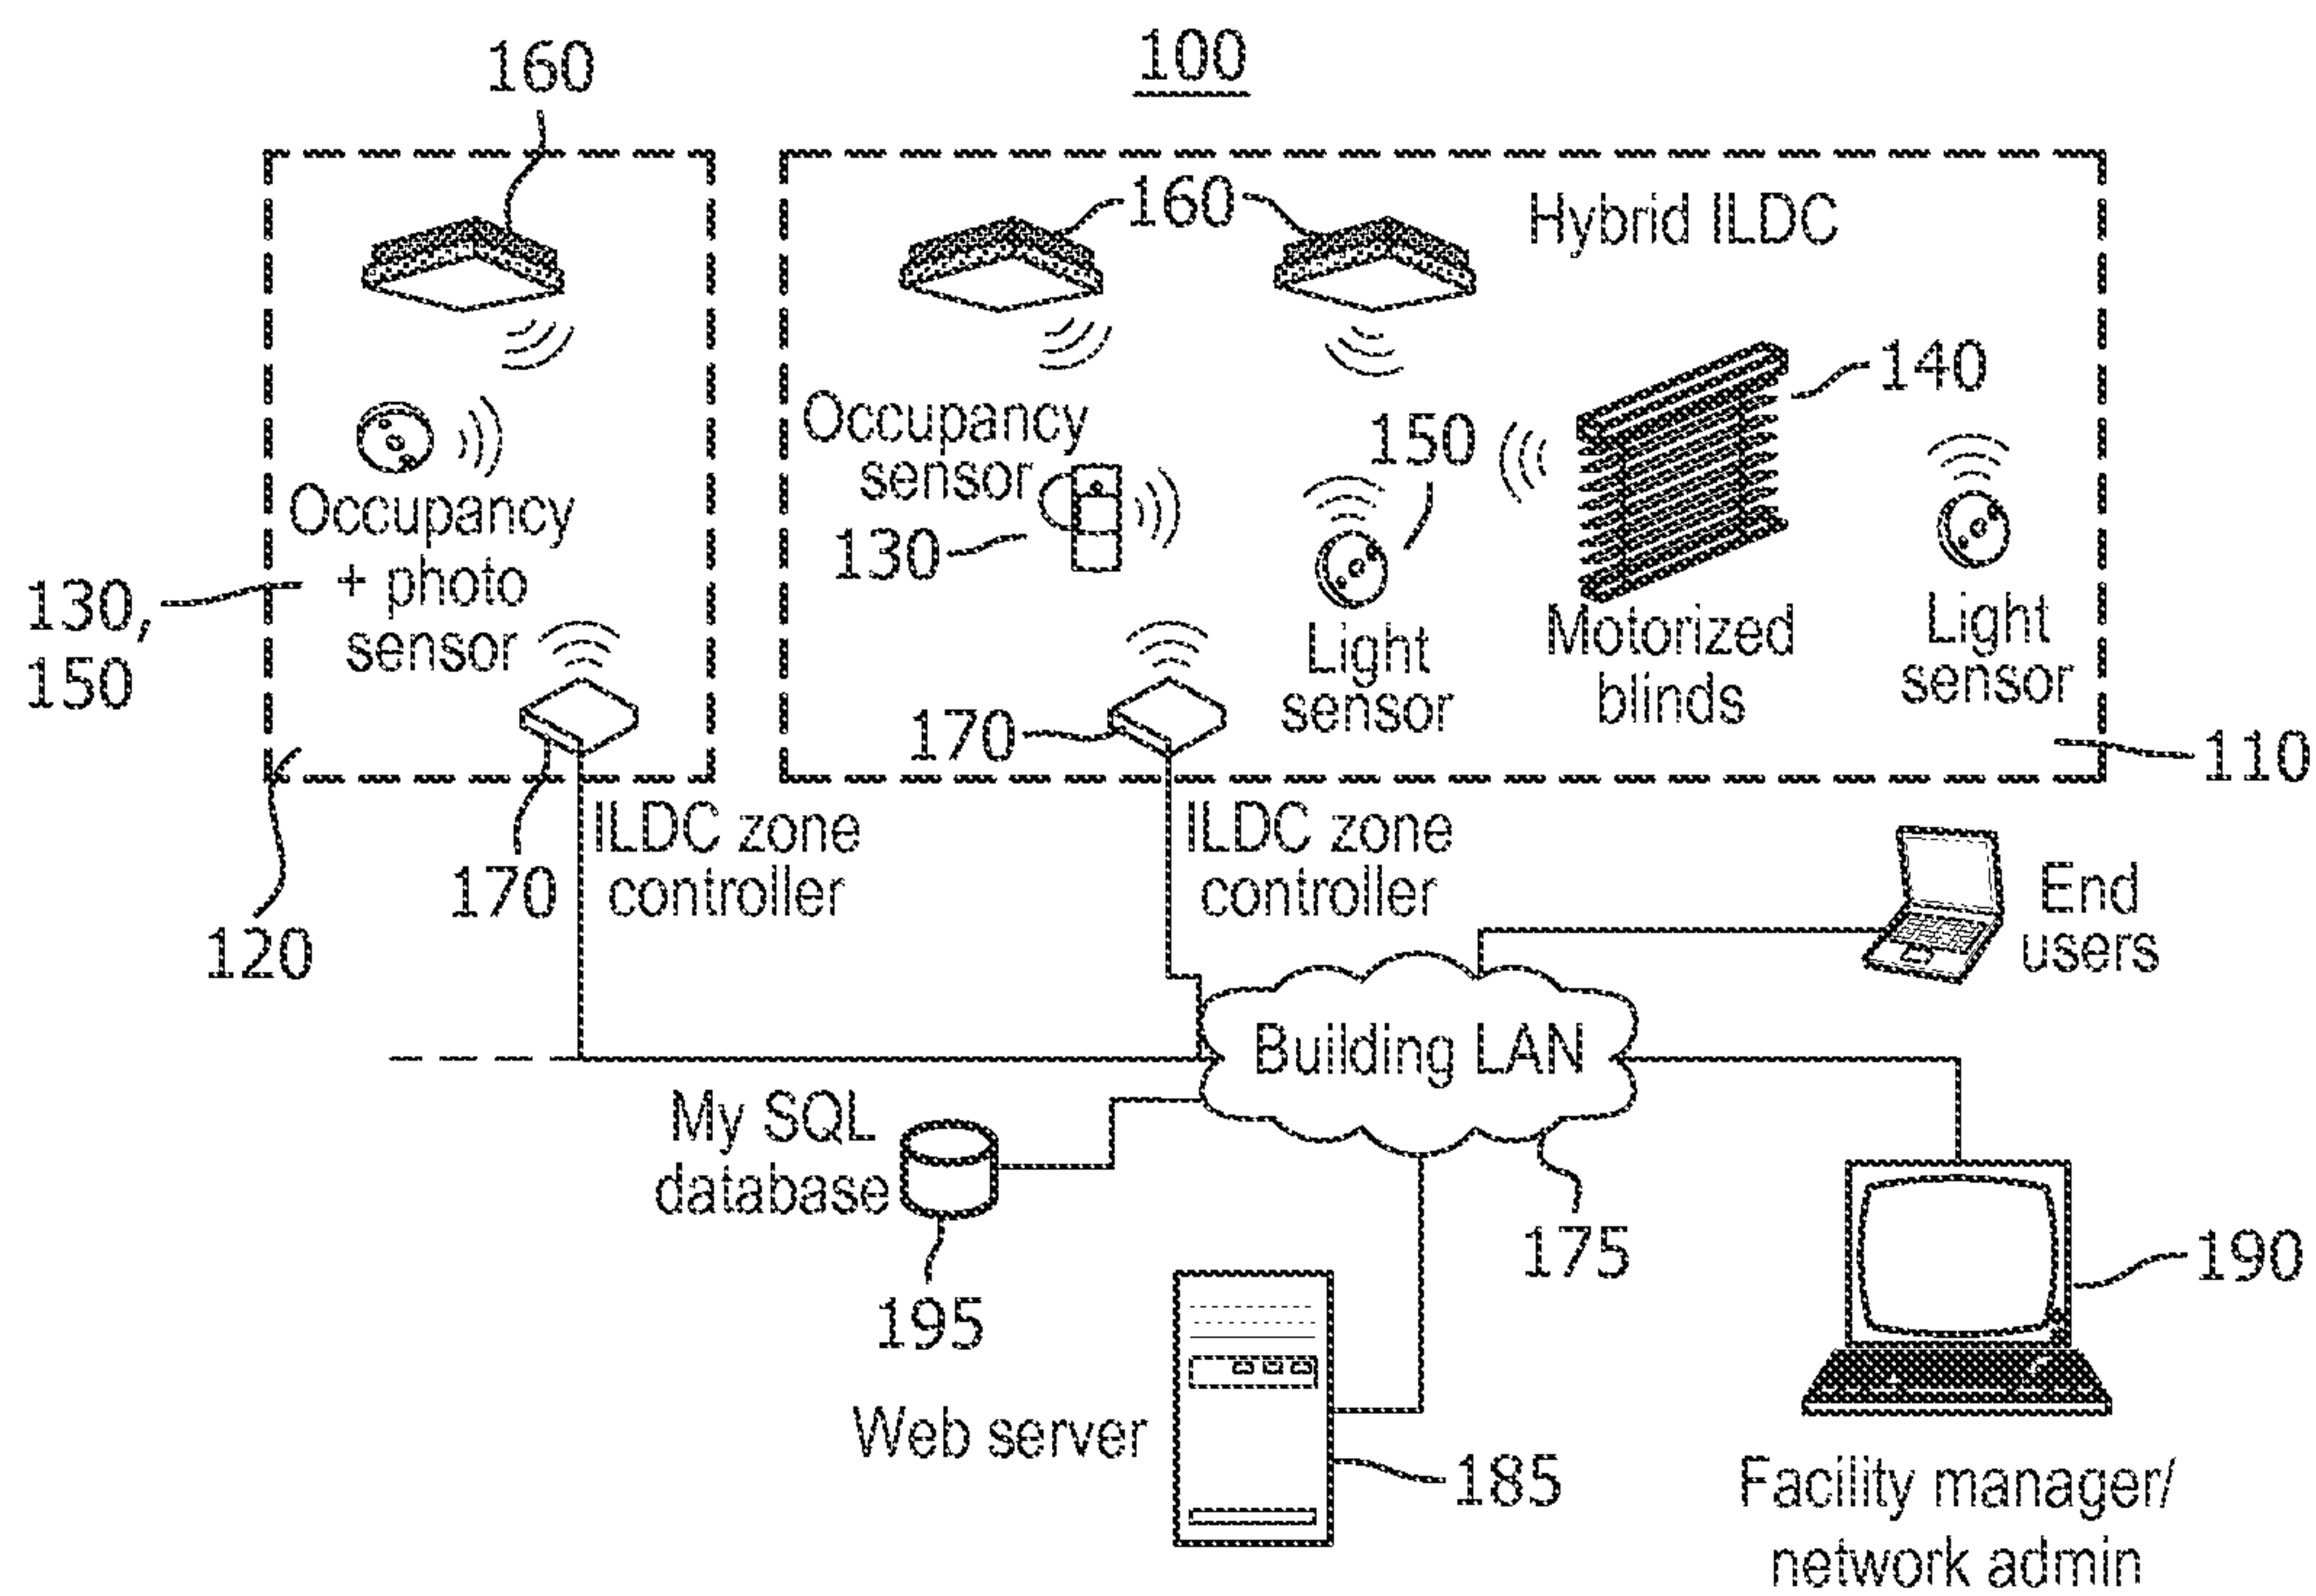 100
160
160
Hybrid ILDC
140
Occupancy
sensor
150
130
Occupancy
+ photo
sensor
130,
150
Light
sensor
Motorized
blinds
Light
sensor
170
110
ILDC zone
controller
170
ILDC zone
controller
120
End
users
Building LAN
My SQL
database
195
175
190
Web server
185
Facility manager/
network admin